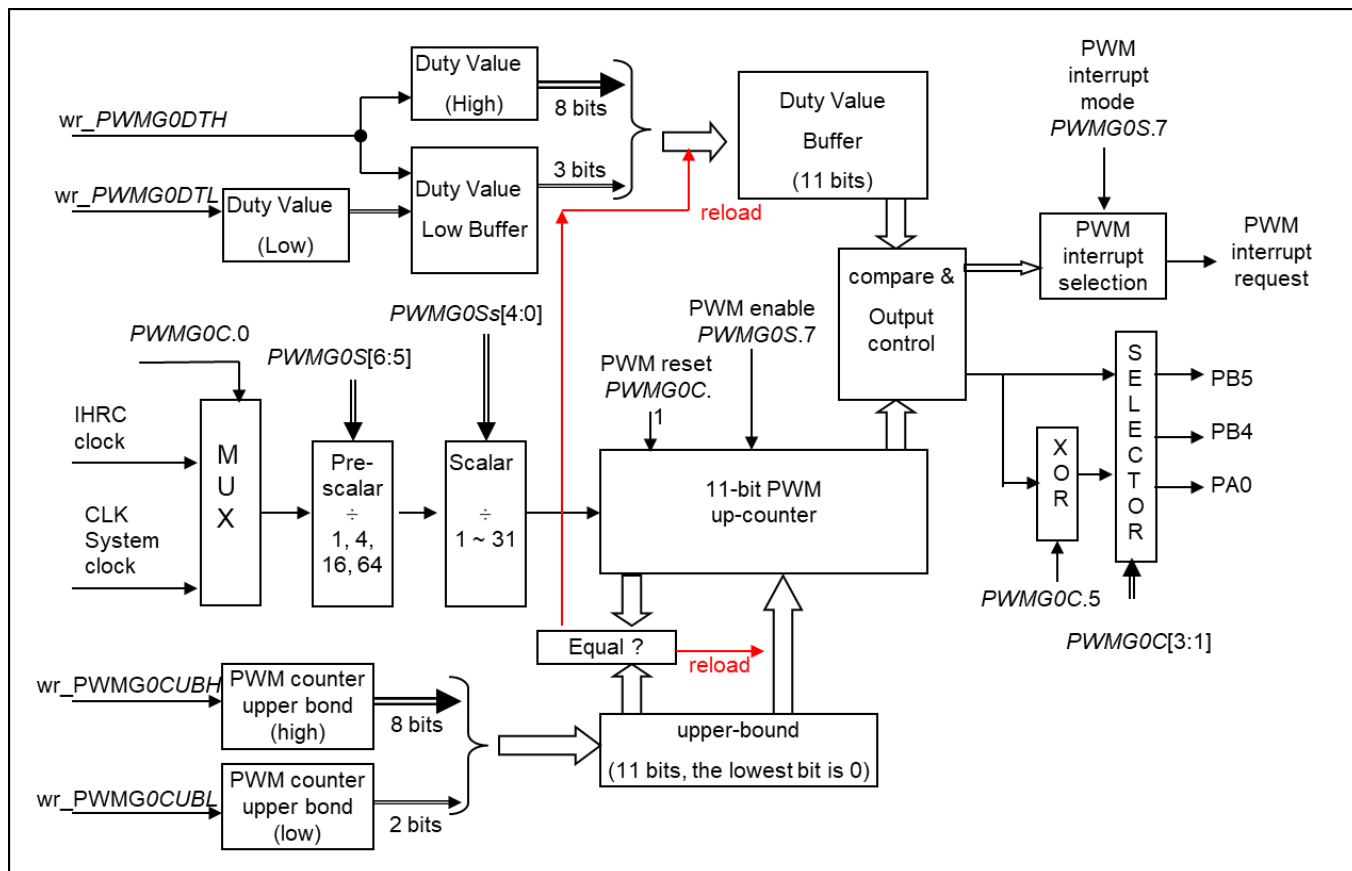 wr_PWMG0DTH
Duty Value
(High)
8 bits
wr_PWMG0DTL
Duty Value
(Low)
Duty Value
Low Buffer
3 bits
reload
Duty Value
Buffer
(11 bits)
PWM
interrupt
mode
PWMG0S.7
PWM
interrupt
selection
PWM
interrupt
request
compare &
Output
control
PWMG0C.0
PWMG0S[6:5]
PWMG0Ss[4:0]
PWM reset
PWMG0C.
1
PWM enable
PWMG0S.7
IHRC
clock
CLK
System
clock
M
U
X
Pre-
scalar
÷
1, 4,
16, 64
Scalar
÷
1 ~ 31
11-bit PWM
up-counter
X
O
R
PWMG0C.5
S
E
L
E
C
T
O
R
PB5
PB4
PA0
PWMG0C[3:1]
Equal ?
reload
wr_PWMG0CUBH
PWM counter
upper bond
(high)
8 bits
wr_PWMG0CUBL
PWM counter
upper bond
(low)
2 bits
upper-bound
(11 bits, the lowest bit is 0)